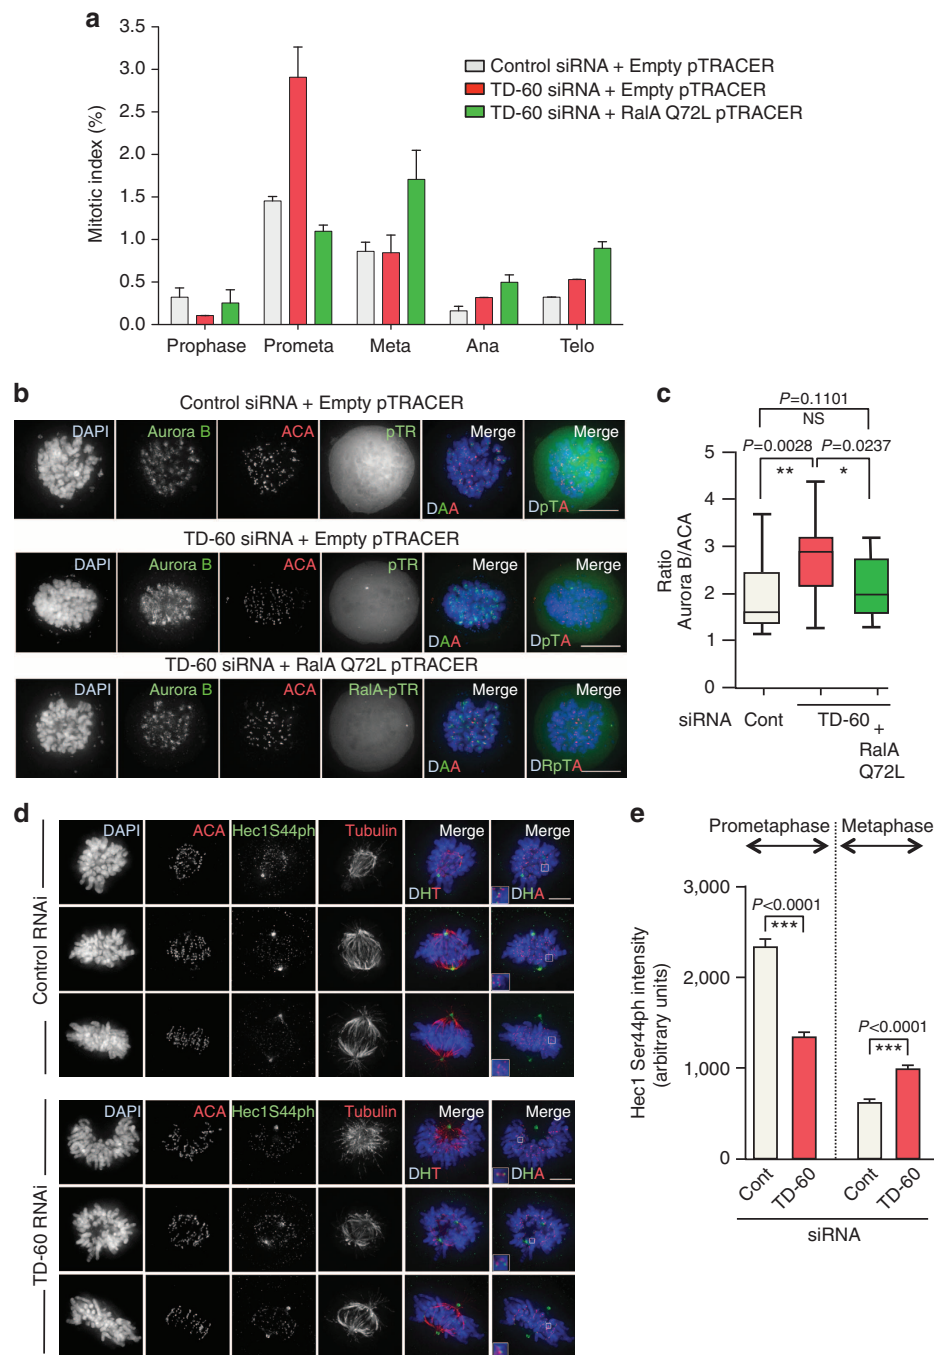 a
3.5
3.0
2.5
2.0
1.5
1.0
0.5
0.0
Mitotic index (%)
Control siRNA + Empty pTRACER
TD-60 siRNA + Empty pTRACER
TD-60 siRNA + RalA Q72L pTRACER
Prophase Prometa Meta Ana Telo
b
Control siRNA + Empty pTRACER
DAPI Aurora B ACA pTR Merge Merge
DAA DpTA
TD-60 siRNA + Empty pTRACER
DAPI Aurora B ACA pTR Merge Merge
DAA DpTA
TD-60 siRNA + RalA Q72L pTRACER
DAPI Aurora B ACA RalA-pTR Merge Merge
DAA DRpTA
c
P=0.1101
NS
P=0.0028 P=0.0237
** *
5
4
3
2
1
0
Ratio
Aurora B/ACA
siRNA Cont TD-60 +
RalA
Q72L
d
Control RNAi
DAPI ACA Hec1S44ph Tubulin Merge Merge
DHT DHA
TD-60 RNAi
DAPI ACA Hec1S44ph Tubulin Merge Merge
DHT DHA
e
Prometaphase Metaphase
3,000
2,000
1,000
0
Hec1 Ser44ph intensity
(arbitrary units)
P<0.0001
***
P<0.0001
***
Cont TD-60 Cont TD-60
siRNA